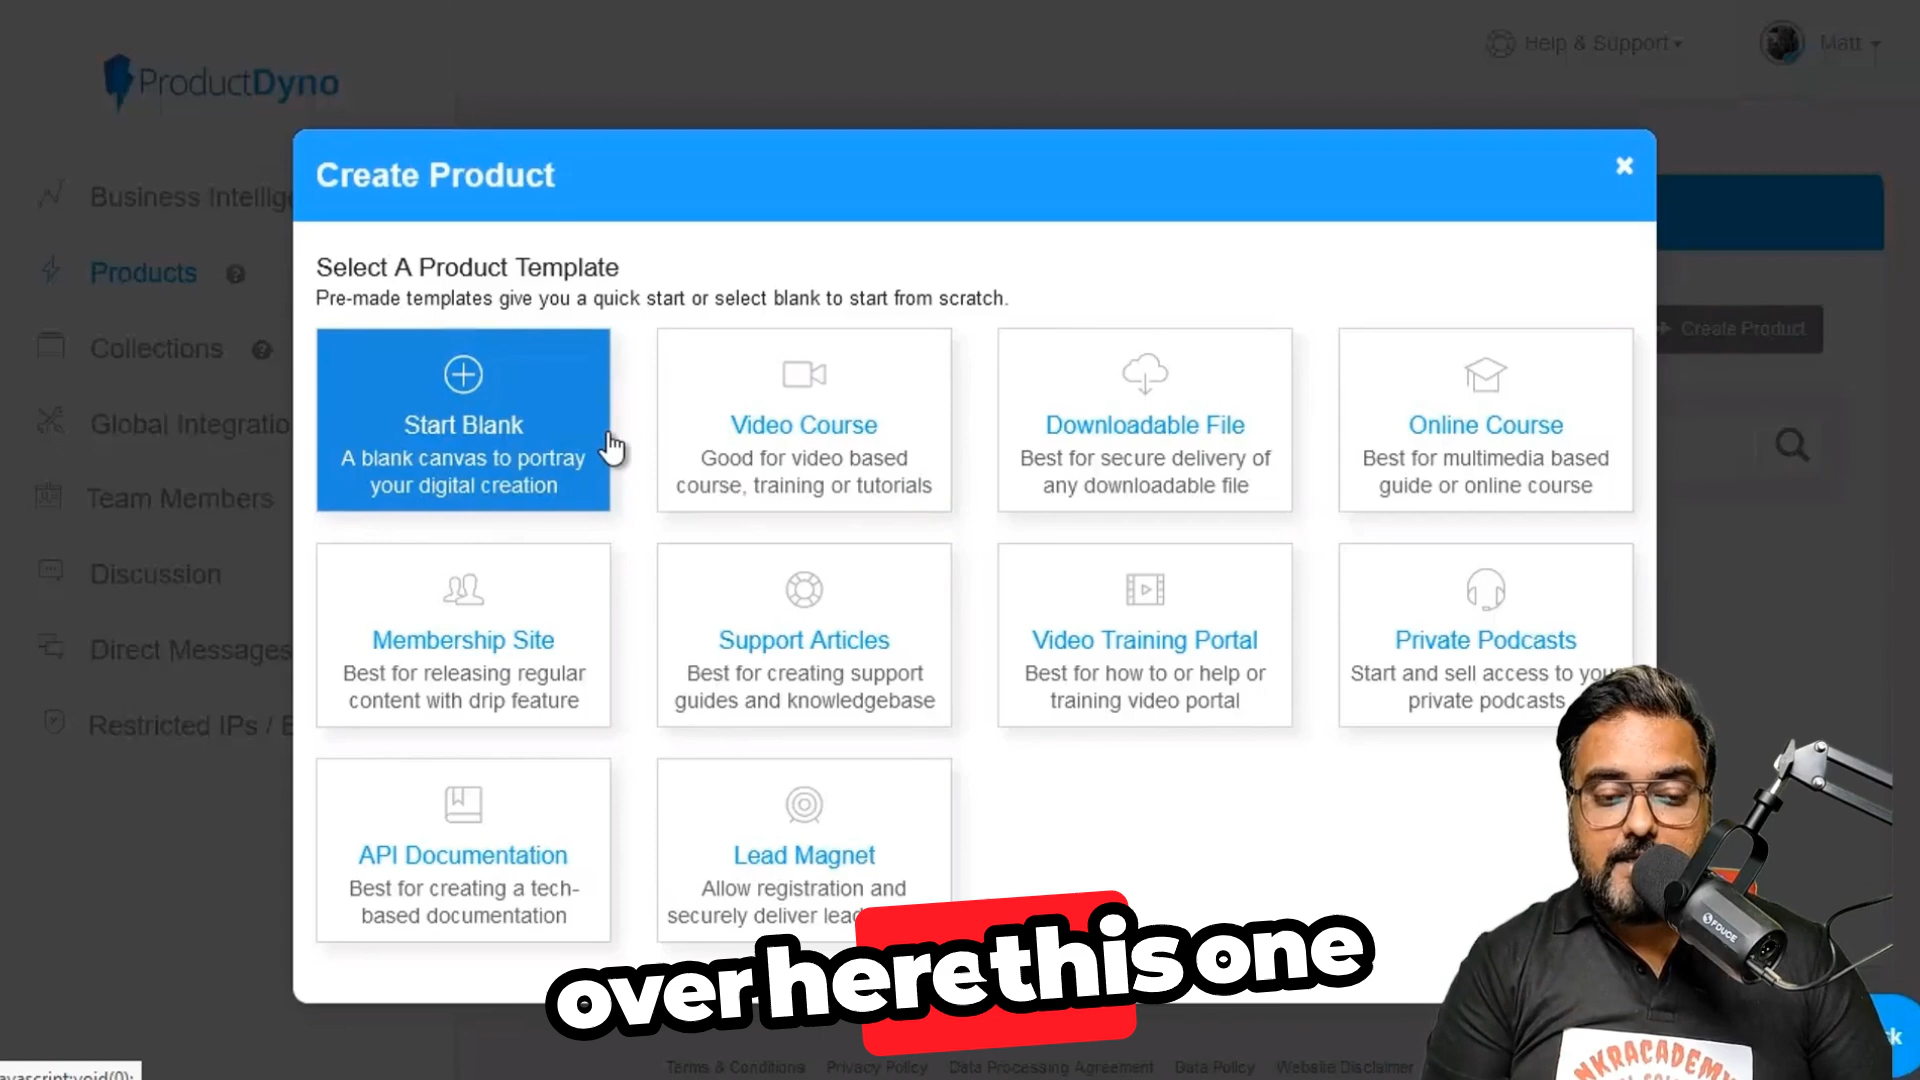 Help & Support
Matt
ProductDyno
Create Product
Business Intellig
Products
Collections
Global Integratio
Team Members
Discussion
Direct Messages
Restricted IPs /
Select A Product Template
Pre-made templates give you a quick start or select blank to start from scratch.
Create Product
Start Blank
A blank canvas to portray
your digital creation
Video Course
Good for video based
course, training or tutorials
Downloadable File
Best for secure delivery of
any downloadable file
Online Course
Best for multimedia based
guide or online course
Membership Site
Best for releasing regular
content with drip feature
Support Articles
Best for creating support
guides and knowledgebase
Video Training Portal
Best for how to or help or
training video portal
Private Podcasts
Start and sell access to
private podcasts
API Documentation
Best for creating a tech-
based documentation
Lead Magnet
Allow registration and
securely deliver lead
over here this one
FDUCE
NKRACADEMY
Terms & Conditions Privacy Policy Data Processing Agreement Data Policy Website Disclaimer